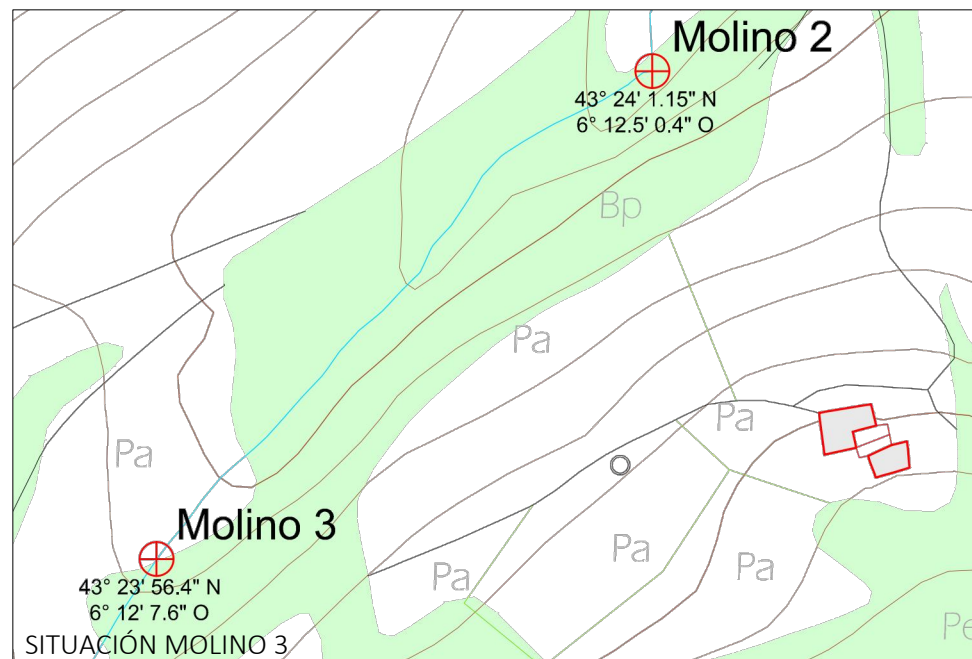 Molino 2
43° 24' 1.15" N
6° 12.5' 0.4" O
Bp
Pa
Pa
Pa
Molino 3
Pa
Pa
Pa
43° 23' 56.4" N
6° 12' 7.6" O
Pe
SITUACIÓN MOLINO 3